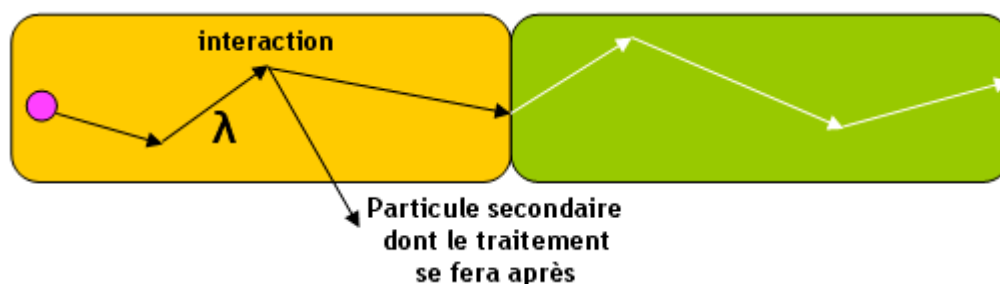 interaction
λ
Particule secondaire
dont le traitement
se fera après